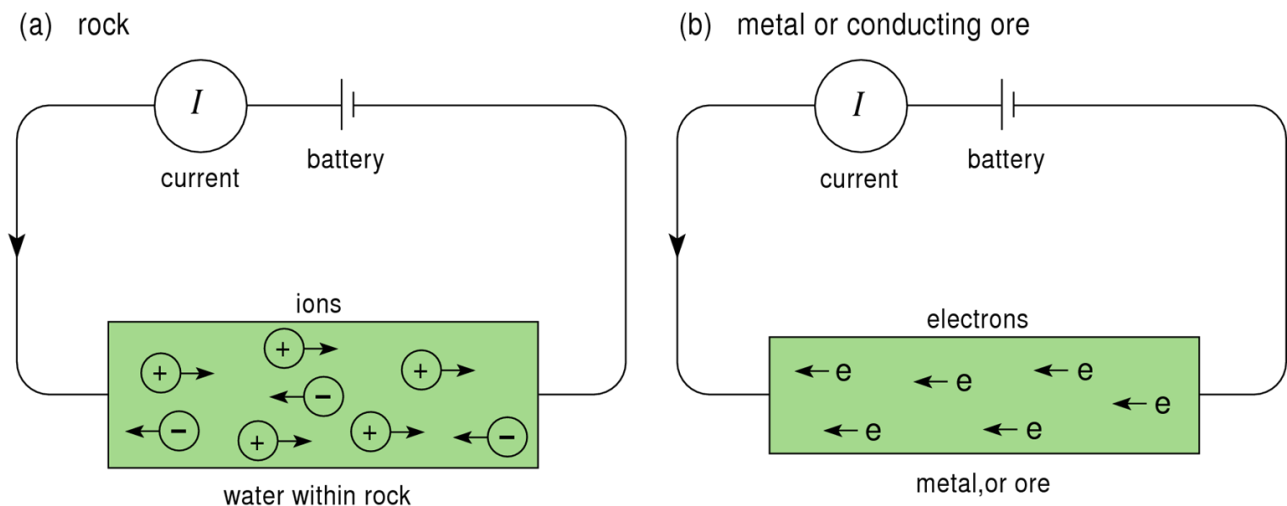 (a) rock
I
battery
current
ions
+
+
+
−
−
+
+
−
water within rock
(b) metal or conducting ore
I
battery
current
electrons
e
e
e
e
e
e
metal,or ore